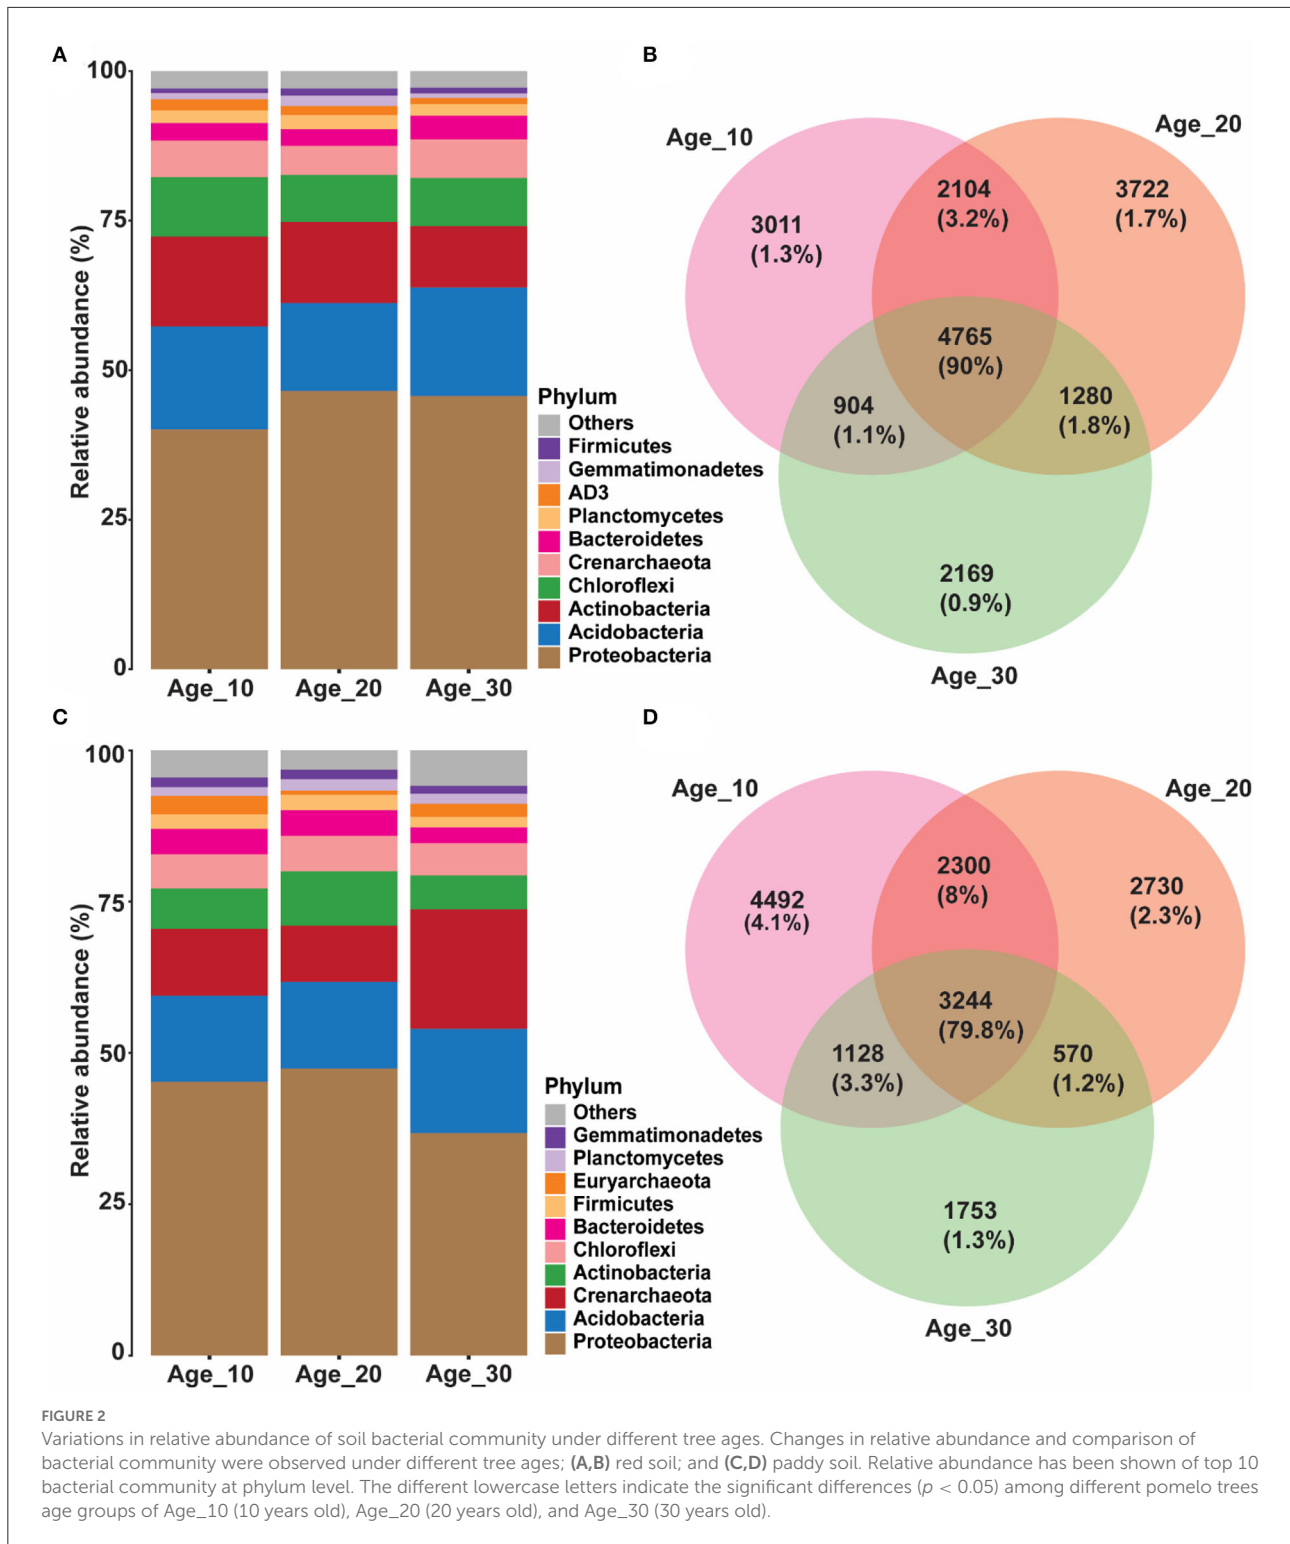 A
Relative abundance (%)
100
75
50
25
0
Age_10
Age_20
Age_30
Phylum
Others
Firmicutes
Gemmatimonadetes
AD3
Planctomycetes
Bacteroidetes
Crenarchaeota
Chloroflexi
Actinobacteria
Acidobacteria
Proteobacteria
B
Age_10
Age_20
3011
(1.3%)
2104
(3.2%)
3722
(1.7%)
4765
(90%)
904
(1.1%)
1280
(1.8%)
2169
(0.9%)
Age_30
C
Relative abundance (%)
100
75
50
25
0
Age_10
Age_20
Age_30
Phylum
Others
Gemmatimonadetes
Planctomycetes
Euryarchaeota
Firmicutes
Bacteroidetes
Chloroflexi
Actinobacteria
Crenarchaeota
Acidobacteria
Proteobacteria
D
Age_10
Age_20
4492
(4.1%)
2300
(8%)
2730
(2.3%)
3244
(79.8%)
1128
(3.3%)
570
(1.2%)
1753
(1.3%)
Age_30
FIGURE 2
Variations in relative abundance of soil bacterial community under different tree ages. Changes in relative abundance and comparison of
bacterial community were observed under different tree ages; (A,B) red soil; and (C,D) paddy soil. Relative abundance has been shown of top 10
bacterial community at phylum level. The different lowercase letters indicate the significant differences (p < 0.05) among different pomelo trees
age groups of Age_10 (10 years old), Age_20 (20 years old), and Age_30 (30 years old).